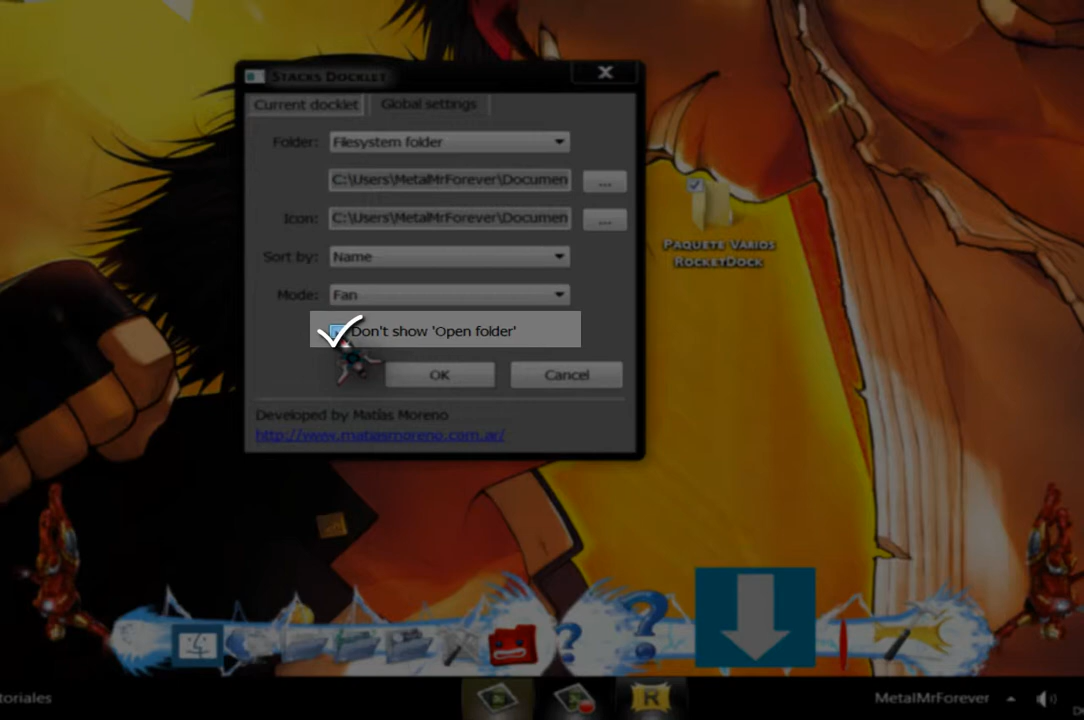 Stacks Docklet
Current docklet Global settings
Folder: Filesystem folder
C:\Users\MetalMrForever\Documen ...
Icon: C:\Users\MetalMrForever\Documen ...
Sort by: Name
Mode: Fan
Don't show 'Open folder'
OK Cancel
Developed by Matías Moreno
http://www.matiasmoreno.com.ar/
Paquete Varios
RocketDock
toriales
R
MetalMrForever